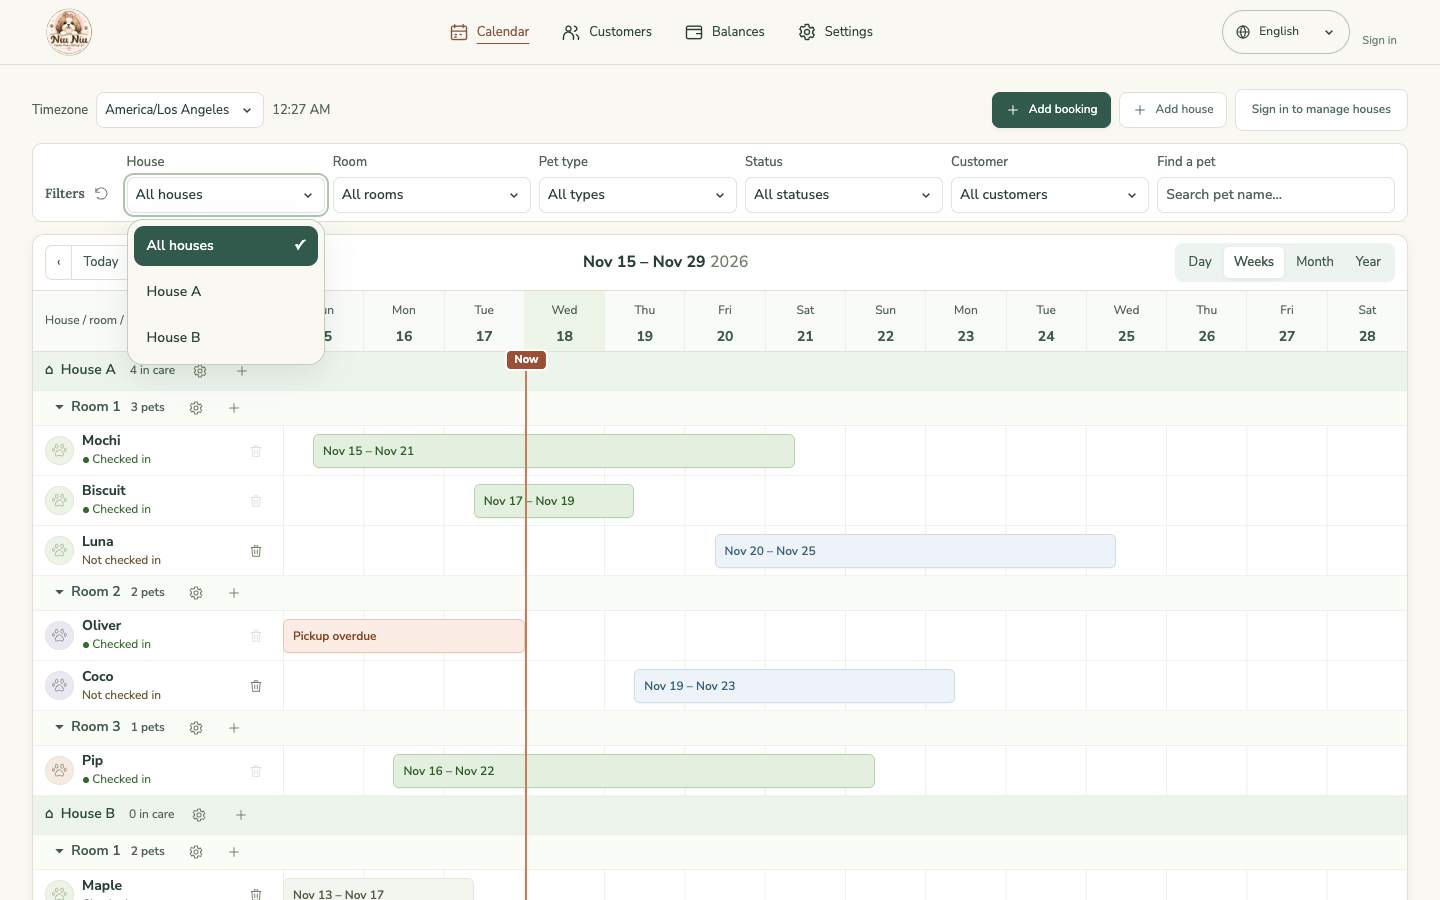 Niu Niu
Calendar
Customers
Balances
Settings
English
Sign in
Timezone
America/Los Angeles
12:27 AM
+ Add booking
+ Add house
Sign in to manage houses
Filters
House
All houses
Room
All rooms
Pet type
All types
Status
All statuses
Customer
All customers
Find a pet
Search pet name...
All houses ✓
House A
House B
‹
Today
Nov 15 – Nov 29 2026
Day
Weeks
Month
Year
House / room /
Mon 16
Tue 17
Wed 18
Thu 19
Fri 20
Sat 21
Sun 22
Mon 23
Tue 24
Wed 25
Thu 26
Fri 27
Sat 28
Now
House A 4 in care +
Room 1 3 pets +
Mochi
Checked in
Nov 15 – Nov 21
Biscuit
Checked in
Nov 17 – Nov 19
Luna
Not checked in
Nov 20 – Nov 25
Room 2 2 pets +
Oliver
Checked in
Pickup overdue
Coco
Not checked in
Nov 19 – Nov 23
Room 3 1 pets +
Pip
Checked in
Nov 16 – Nov 22
House B 0 in care +
Room 1 2 pets +
Maple
Nov 13 – Nov 17